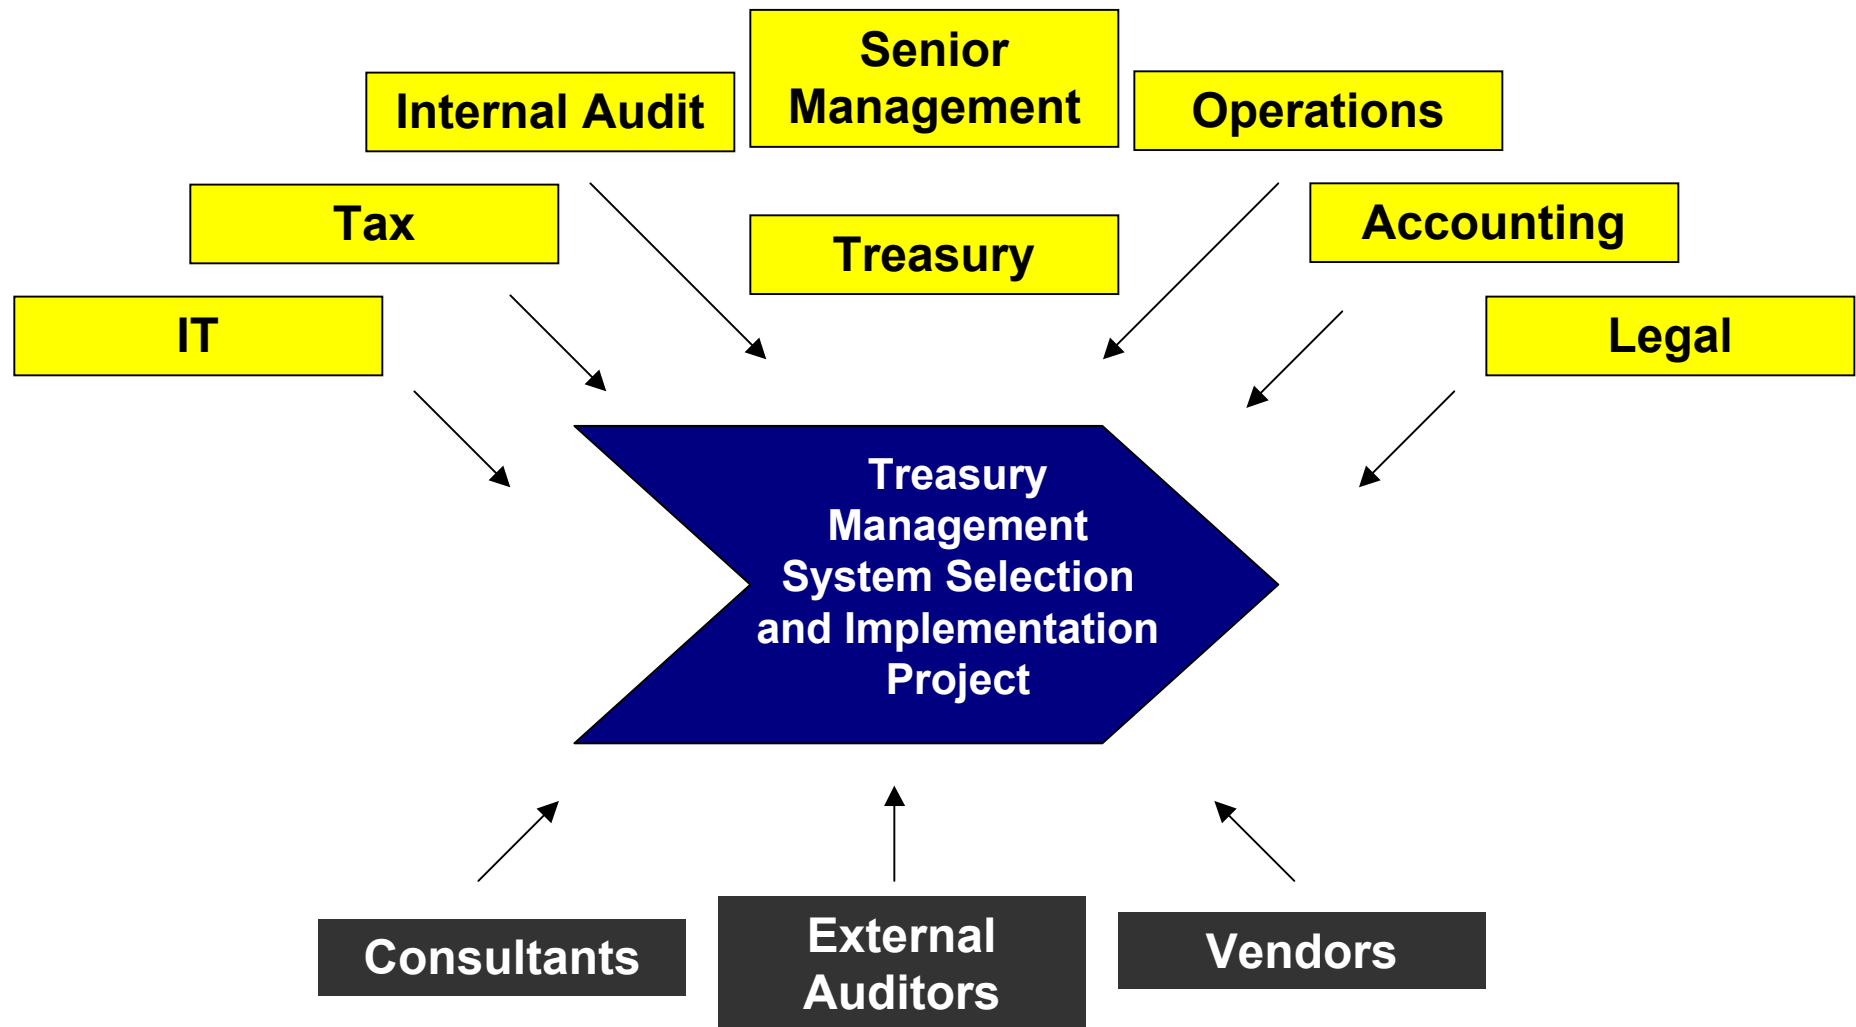 Senior
Management
Internal Audit
Operations
Tax
Accounting
Treasury
IT
Legal
Treasury
Management
System Selection
and Implementation
Project
Consultants
External
Auditors
Vendors